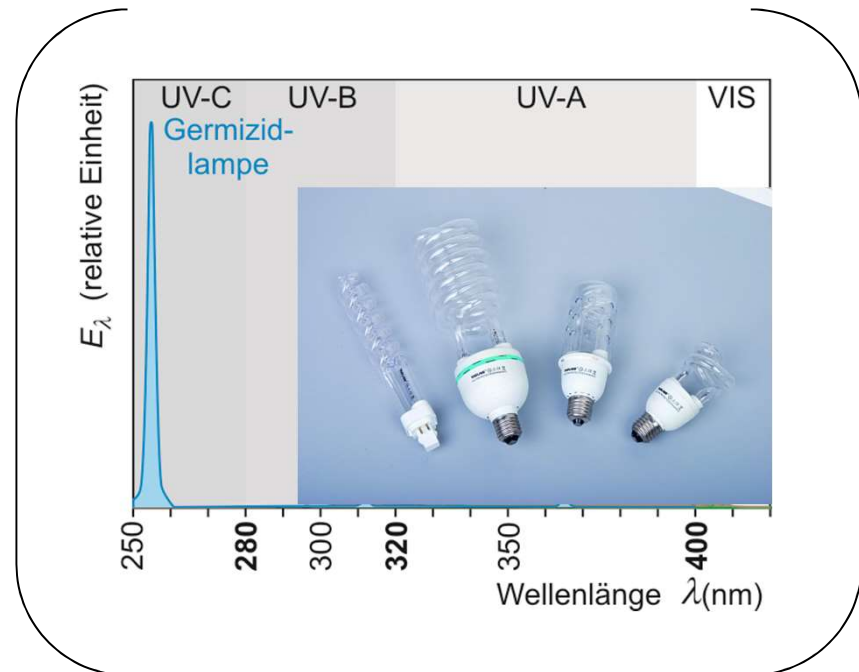 UV-C UV-B UV-A VIS
Germizid-
lampe
E_λ (relative Einheit)
250 280 300 320 350 400
Wellenlänge λ(nm)